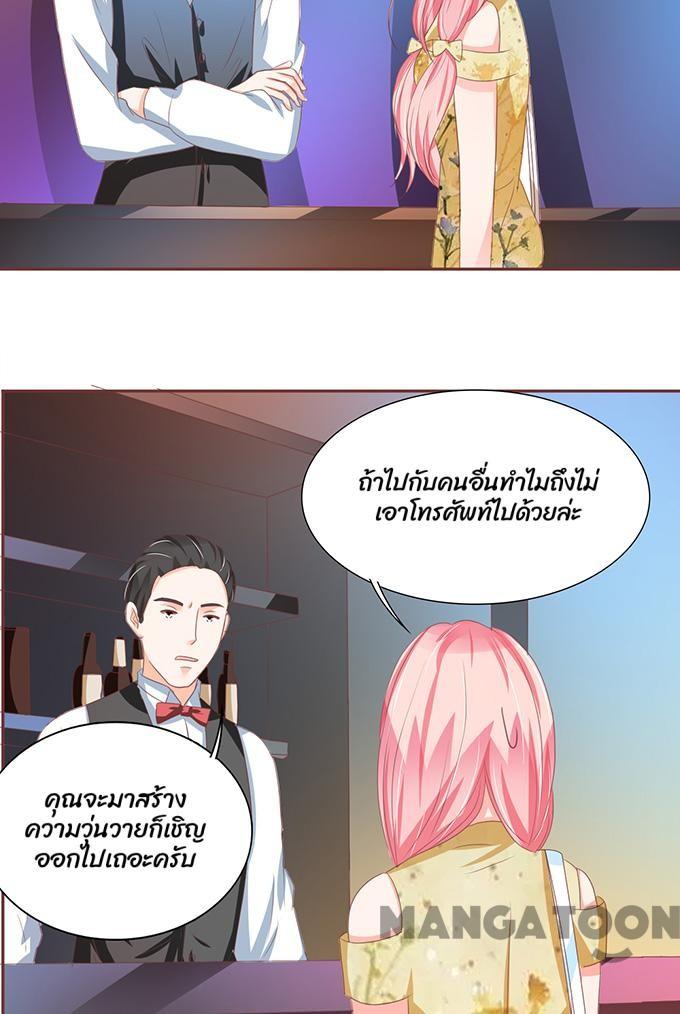 ถ้าไปกับคนอื่นทำไมถึงไม่
เอาโทรศัพท์ไปด้วยล่ะ
คุณจะมาสร้าง
ความวุ่นวายก็เชิญ
ออกไปเถอะครับ
MANGATOON